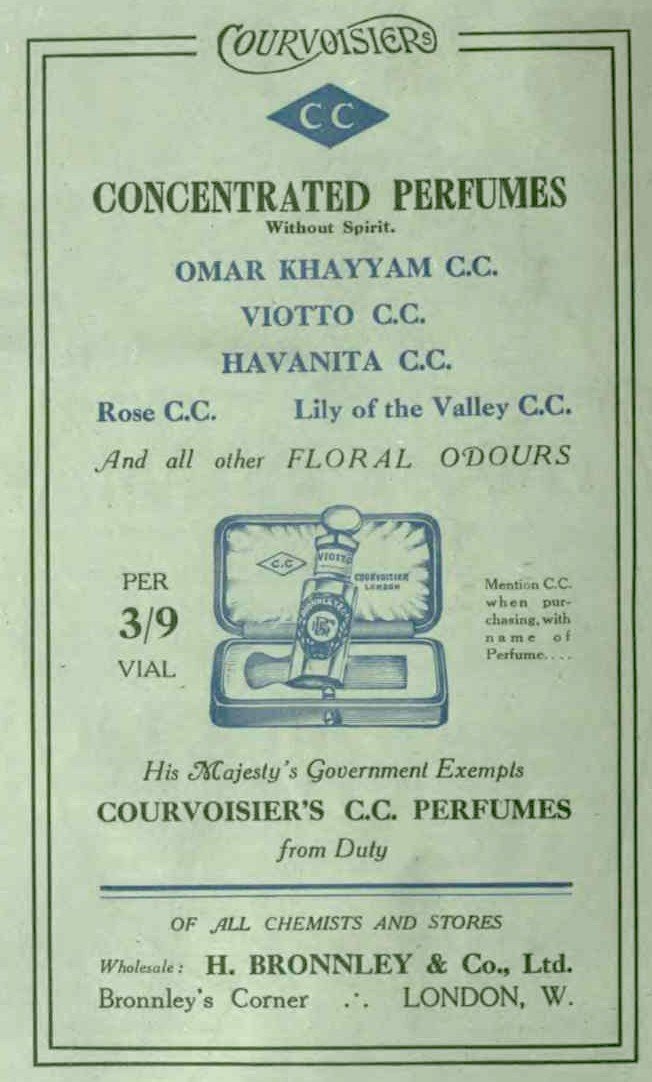 COURVOISIERS
C C
CONCENTRATED PERFUMES
Without Spirit.
OMAR KHAYYAM C.C.
VIOTTO C.C.
HAVANITA C.C.
Rose C.C. Lily of the Valley C.C.
And all other FLORAL ODOURS
PER
3/9
VIAL
C.C
VIOTTO
COURVOISIER
LONDON
Mention C.C.
when pur-
chasing, with
name of
Perfume....
His Majesty's Government Exempts
COURVOISIER'S C.C. PERFUMES
from Duty
OF ALL CHEMISTS AND STORES
Wholesale: H. BRONNLEY & Co., Ltd.
Bronnley's Corner .·. LONDON, W.